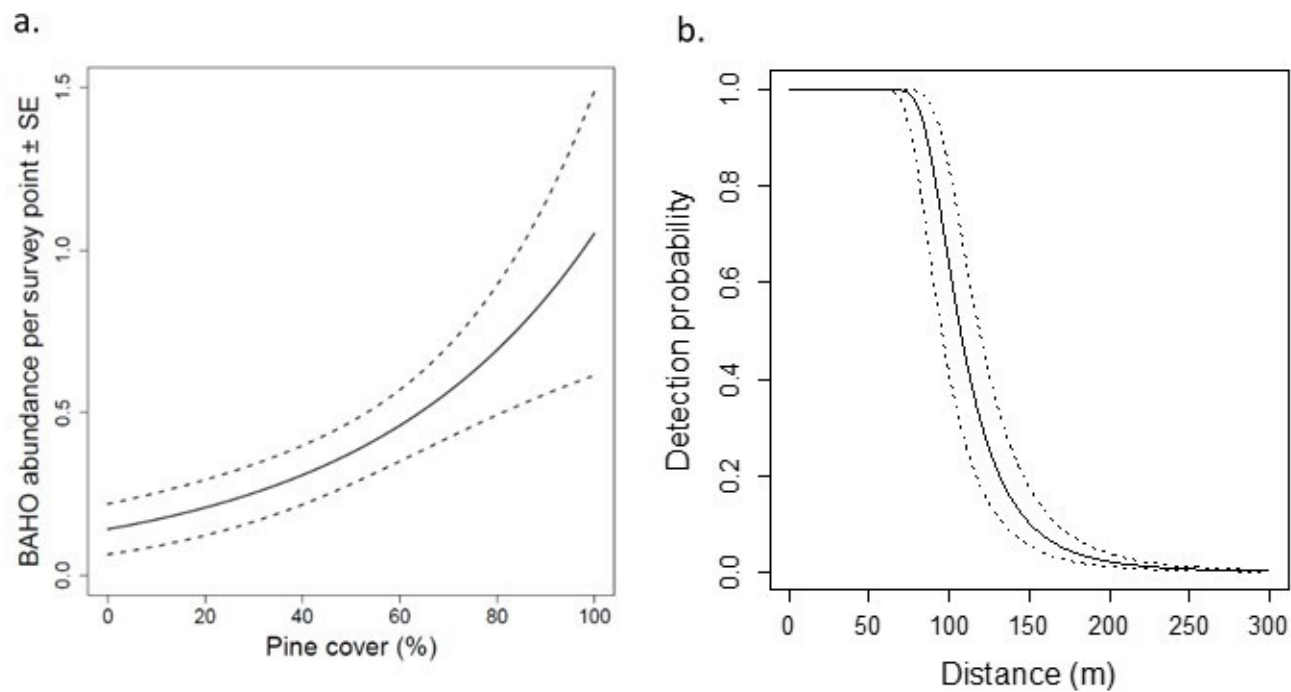 a.
BAHO abundance per survey point ± SE
1.5
1.0
0.5
0.0
0 20 40 60 80 100
Pine cover (%)
b.
Detection probability
1.0
0.8
0.6
0.4
0.2
0.0
0 50 100 150 200 250 300
Distance (m)